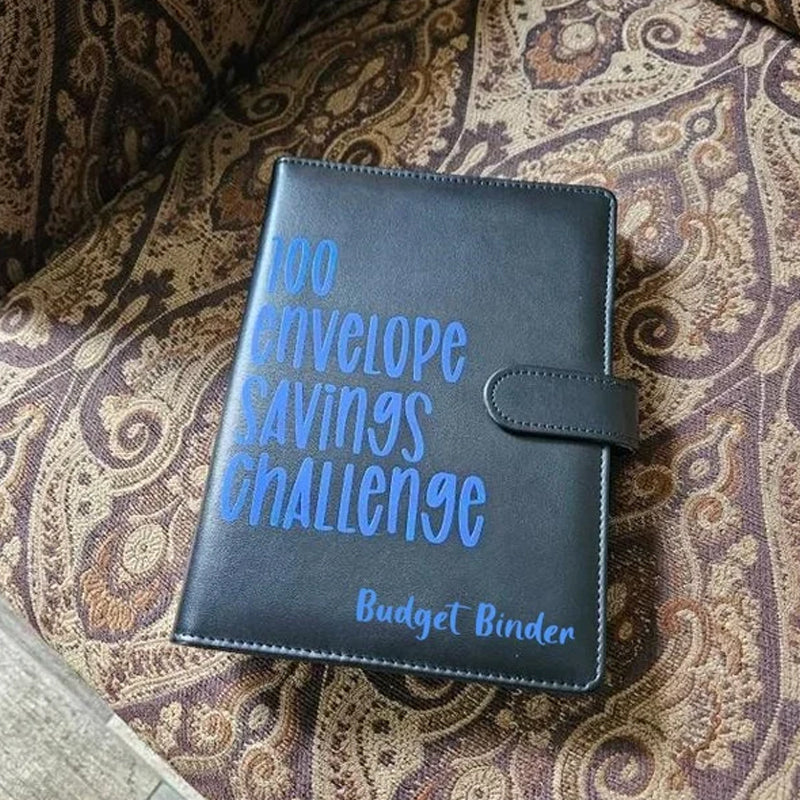 100
envelope
savings
challenge
Budget Binder